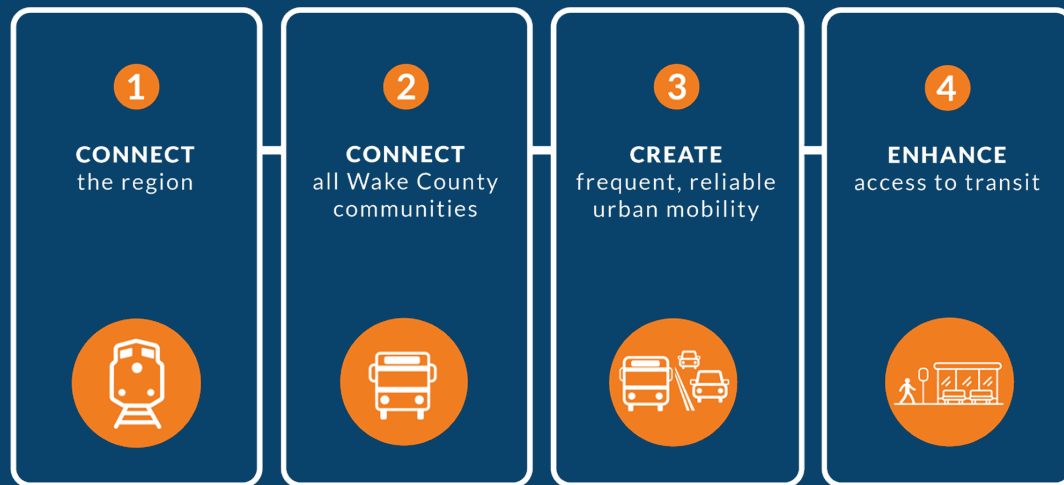 1
CONNECT
the region
2
CONNECT
all Wake County
communities
3
CREATE
frequent, reliable
urban mobility
4
ENHANCE
access to transit